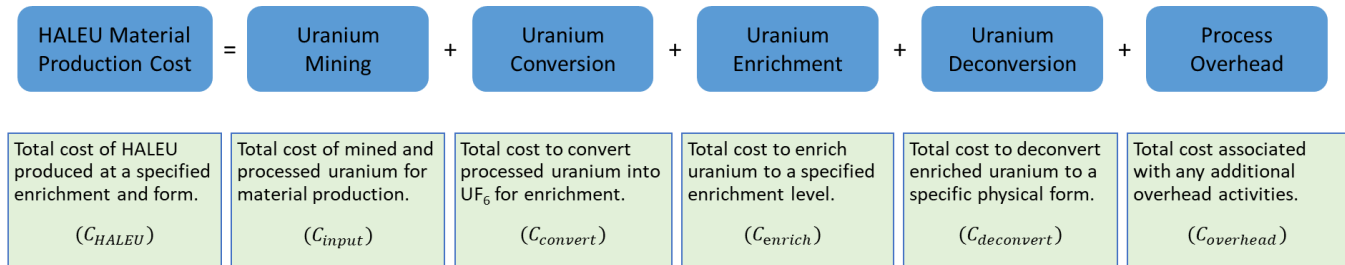 HALEU Material
Production Cost
=
Uranium
Mining
+
Uranium
Conversion
+
Uranium
Enrichment
+
Uranium
Deconversion
+
Process
Overhead
Total cost of HALEU
produced at a specified
enrichment and form.
(C_HALEU)
Total cost of mined and
processed uranium for
material production.
(C_input)
Total cost to convert
processed uranium into
UF₆ for enrichment.
(C_convert)
Total cost to enrich
uranium to a specified
enrichment level.
(C_enrich)
Total cost to deconvert
enriched uranium to a
specific physical form.
(C_deconvert)
Total cost associated
with any additional
overhead activities.
(C_overhead)